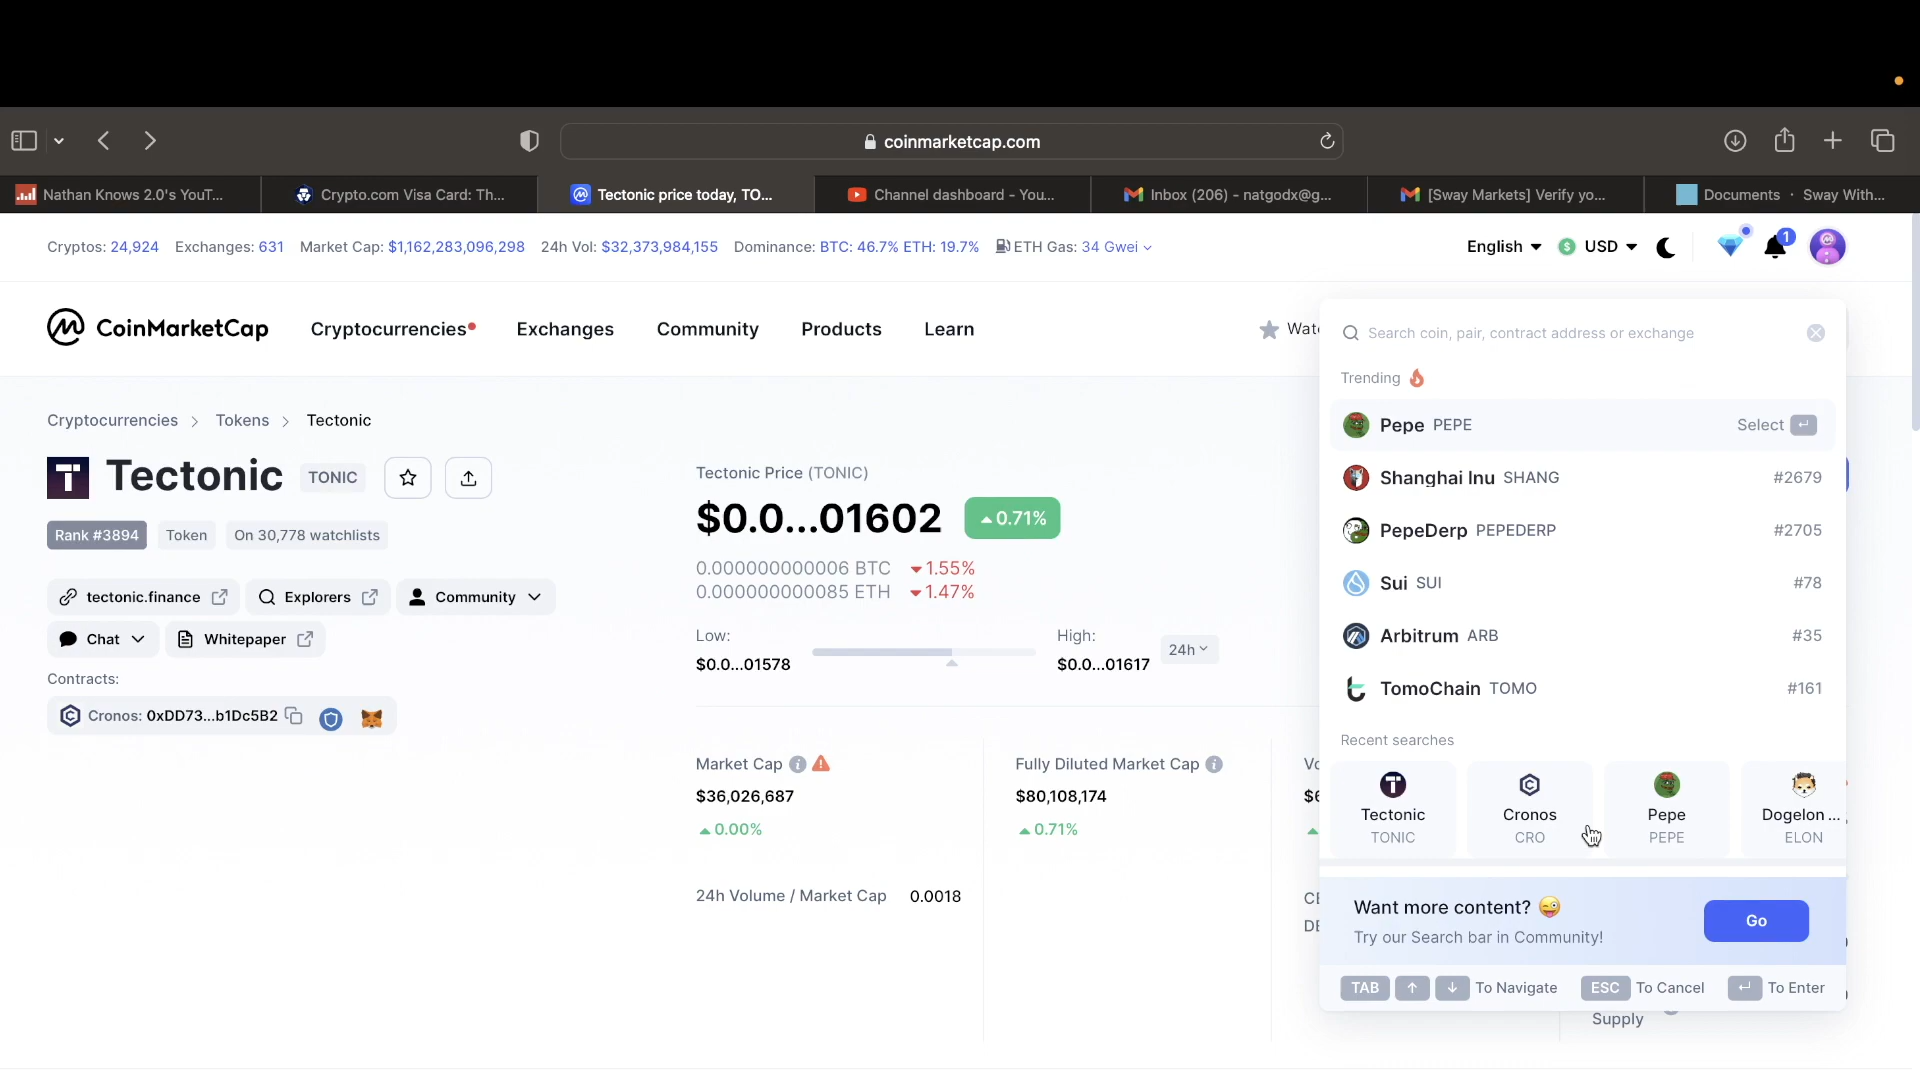 coinmarketcap.com
Nathan Knows 2.0's YouT...
Crypto.com Visa Card: Th...
Tectonic price today, TO...
Channel dashboard - You...
Inbox (206) - natgodx@g...
[Sway Markets] Verify yo...
Documents · Sway With...
Cryptos: 24,924 Exchanges: 631 Market Cap: $1,162,283,096,298 24h Vol: $32,373,984,155 Dominance: BTC: 46.7% ETH: 19.7% ETH Gas: 34 Gwei
English USD 1
CoinMarketCap Cryptocurrencies Exchanges Community Products Learn
Search coin, pair, contract address or exchange
Trending
Pepe PEPE Select
Shanghai Inu SHANG #2679
PepeDerp PEPEDERP #2705
Sui SUI #78
Arbitrum ARB #35
TomoChain TOMO #161
Recent searches
Tectonic
TONIC
Cronos
CRO
Pepe
PEPE
Dogelon ...
ELON
Want more content? 😜
Try our Search bar in Community!
Go
TAB ↑ ↓ To Navigate ESC To Cancel ↵ To Enter
Supply
Cryptocurrencies > Tokens > Tectonic
Tectonic TONIC
Rank #3894 Token On 30,778 watchlists
tectonic.finance Explorers Community
Chat Whitepaper
Contracts:
Cronos: 0xDD73...b1Dc5B2
Tectonic Price (TONIC)
$0.0...01602 0.71%
0.000000000006 BTC 1.55%
0.000000000085 ETH 1.47%
Low: High:
$0.0...01578 $0.0...01617 24h
Market Cap
$36,026,687
0.00%
24h Volume / Market Cap 0.0018
Fully Diluted Market Cap
$80,108,174
0.71%